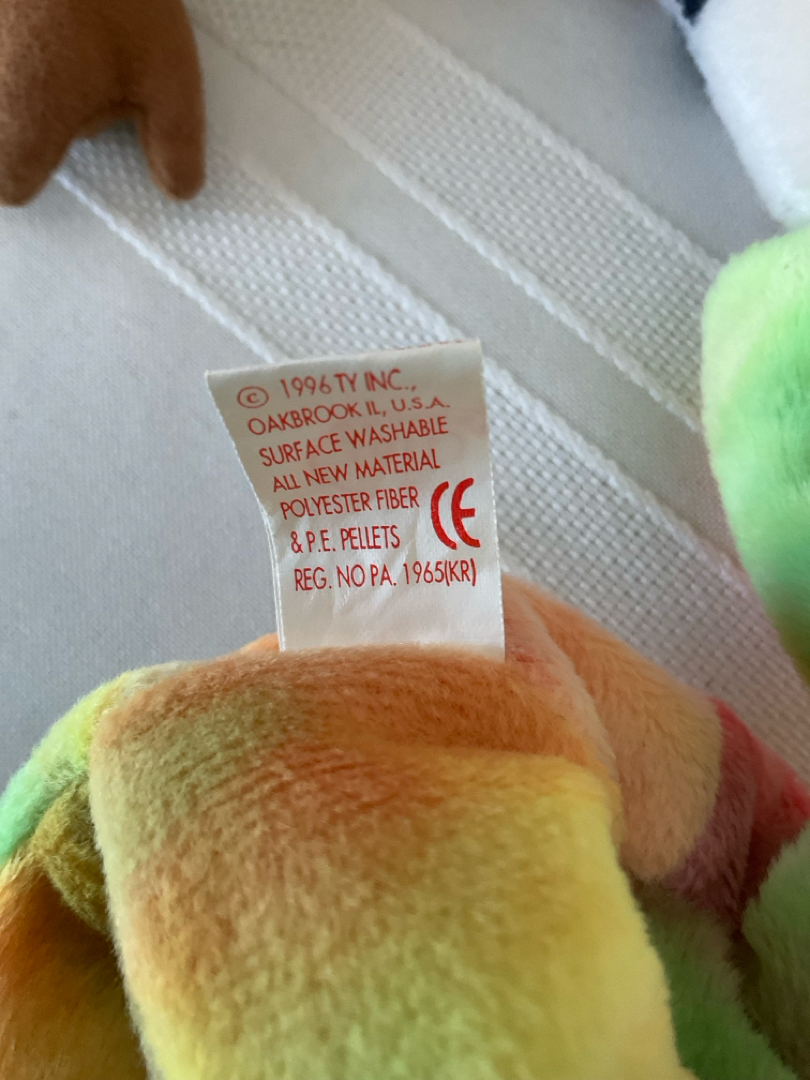 © 1996 TY INC.,
OAKBROOK IL, U.S.A.
SURFACE WASHABLE
ALL NEW MATERIAL
POLYESTER FIBER
& P.E. PELLETS CE
REG. NO PA. 1965(KR)